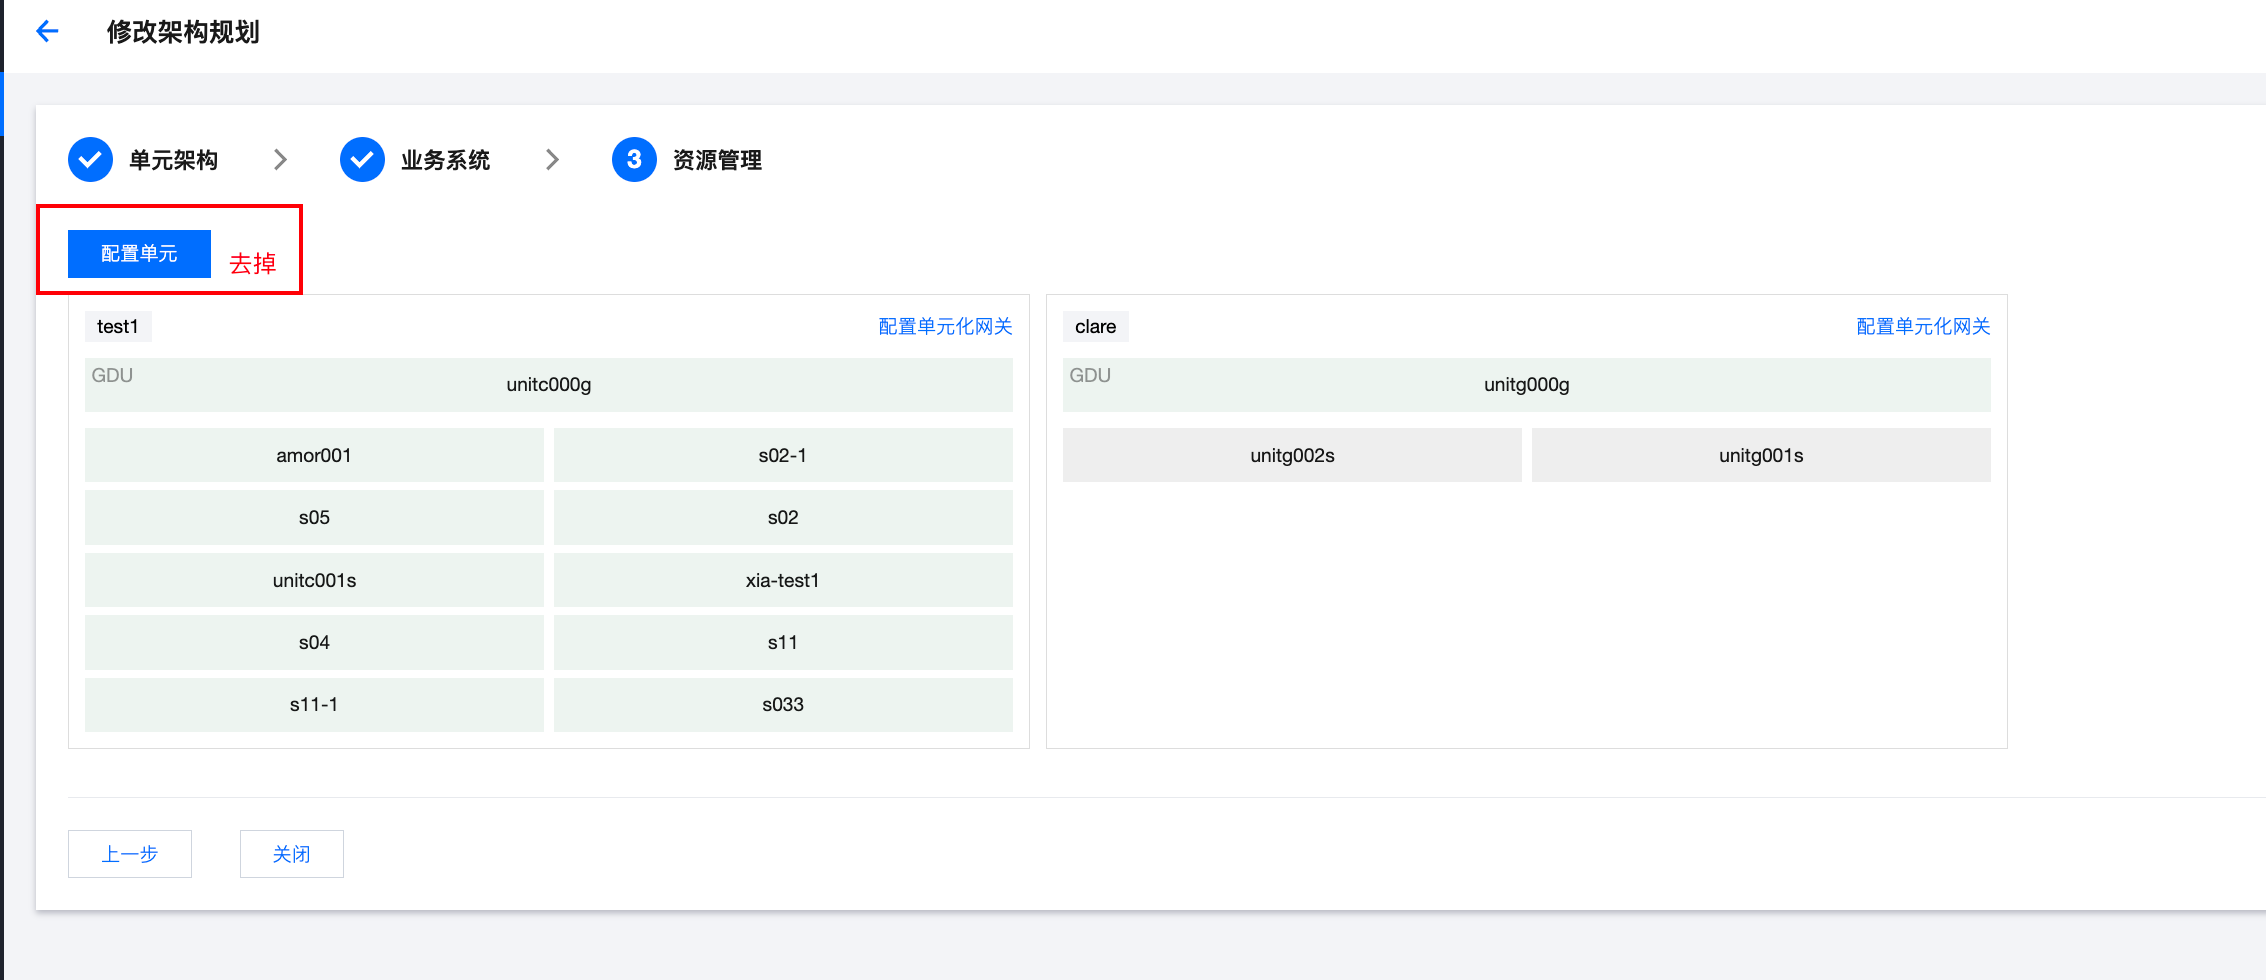 修改架构规划
单元架构
业务系统
3 资源管理
配置单元
去掉
test1
配置单元化网关
GDU
unitc000g
amor001
s02-1
s05
s02
unitc001s
xia-test1
s04
s11
s11-1
s033
clare
配置单元化网关
GDU
unitg000g
unitg002s
unitg001s
上一步
关闭